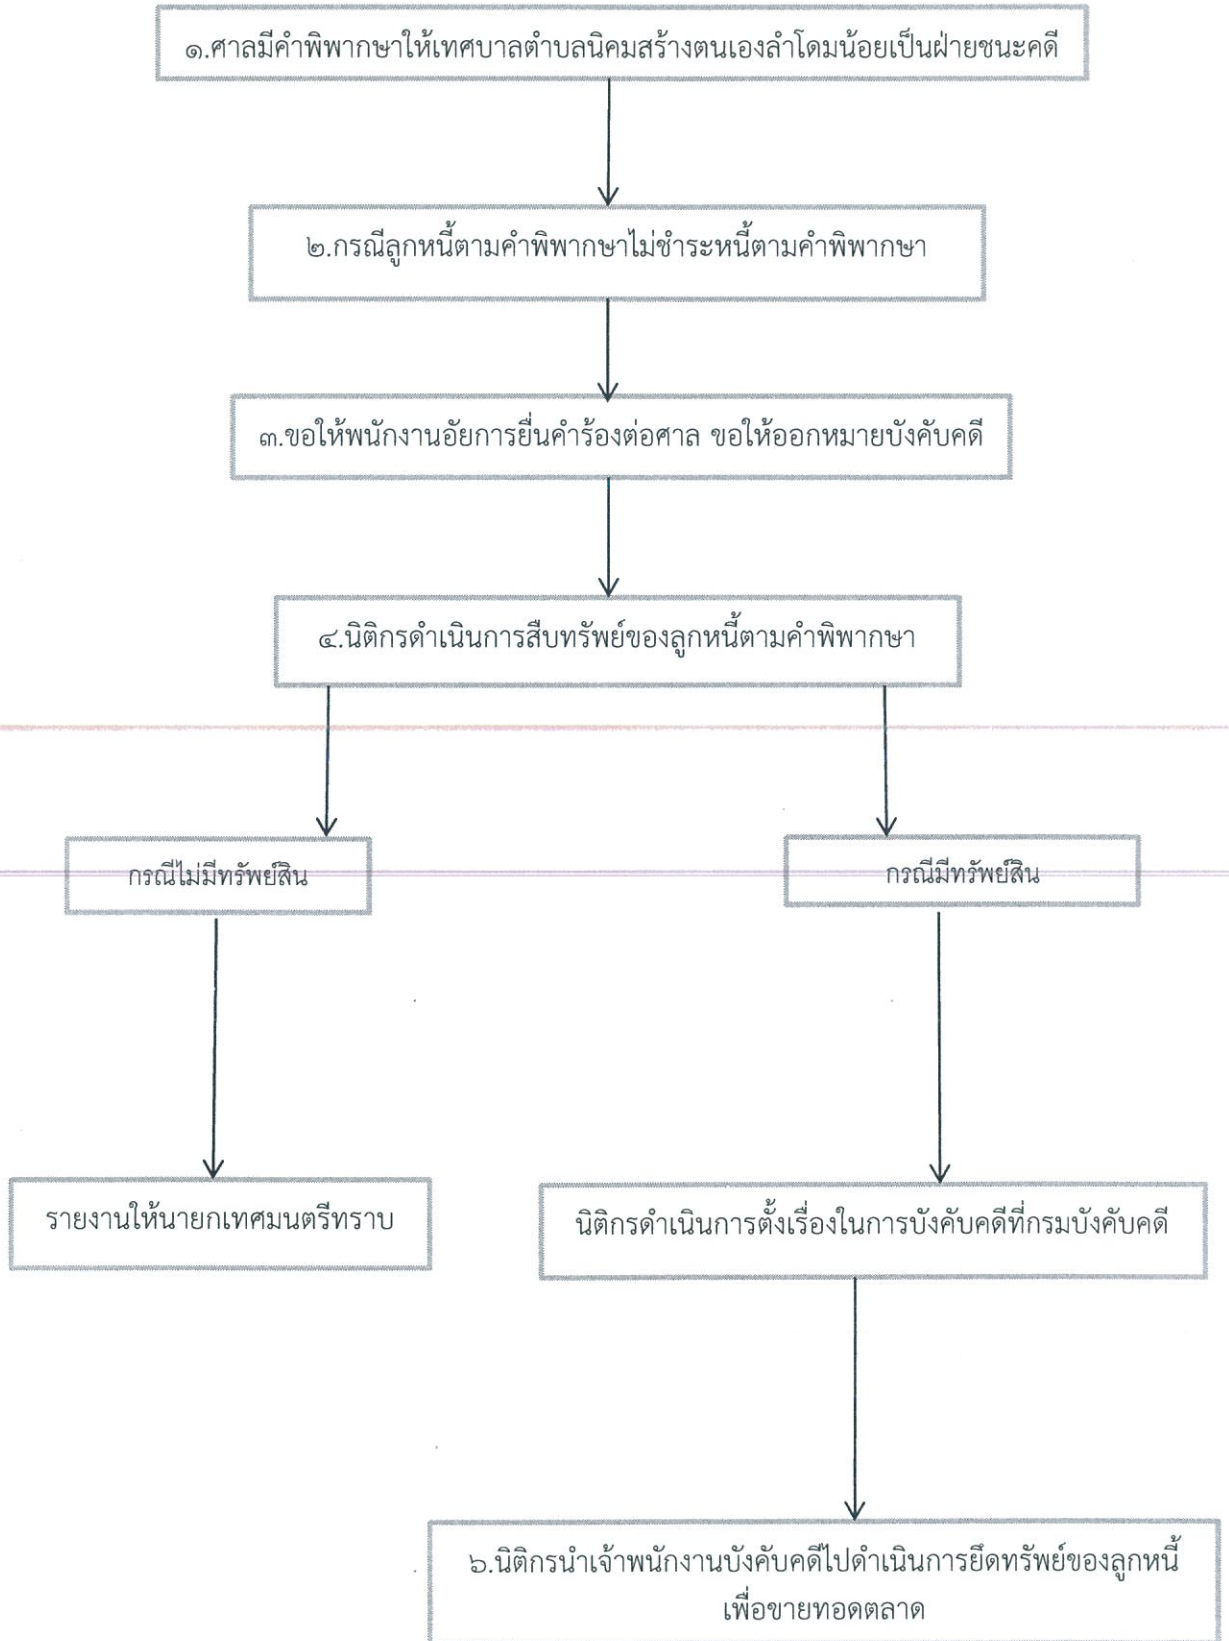 ๑.ศาลมีคำพิพากษาให้เทศบาลตำบลนิคมสร้างตนเองลำโดมน้อยเป็นฝ่ายชนะคดี
๒.กรณีลูกหนี้ตามคำพิพากษาไม่ชำระหนี้ตามคำพิพากษา
๓.ขอให้พนักงานอัยการยื่นคำร้องต่อศาล ขอให้ออกหมายบังคับคดี
๔.นิติกรดำเนินการสืบทรัพย์ของลูกหนี้ตามคำพิพากษา
กรณีไม่มีทรัพย์สิน
กรณีมีทรัพย์สิน
รายงานให้นายกเทศมนตรีทราบ
นิติกรดำเนินการตั้งเรื่องในการบังคับคดีที่กรมบังคับคดี
๖.นิติกรนำเจ้าพนักงานบังคับคดีไปดำเนินการยึดทรัพย์ของลูกหนี้
เพื่อขายทอดตลาด